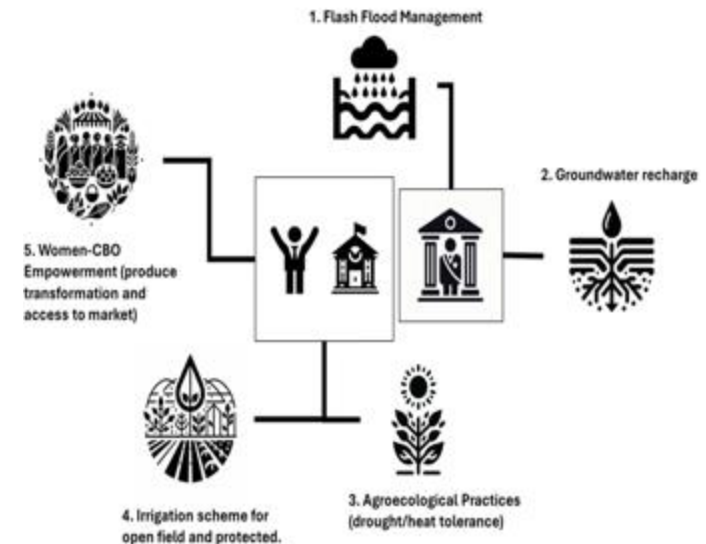 1. Flash Flood Management
2. Groundwater recharge
5. Women-CBO
Empowerment (produce
transformation and
access to market)
3. Agroecological Practices
(drought/heat tolerance)
4. Irrigation scheme for
open field and protected.